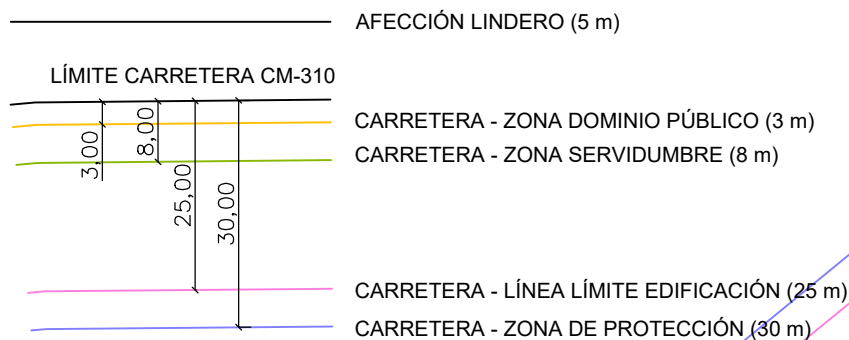 AFECCIÓN LINDERO (5 m)
LÍMITE CARRETERA CM-310
CARRETERA - ZONA DOMINIO PÚBLICO (3 m)
CARRETERA - ZONA SERVIDUMBRE (8 m)
3,00
8,00
25,00
30,00
CARRETERA - LÍNEA LÍMITE EDIFICACIÓN (25 m)
CARRETERA - ZONA DE PROTECCIÓN (30 m)